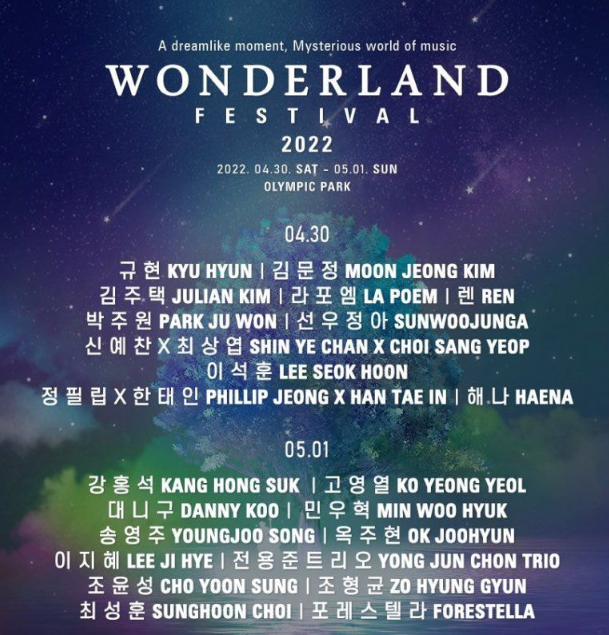 A dreamlike moment, Mysterious world of music
WONDERLAND
FESTIVAL
2022
2022. 04.30. SAT - 05.01. SUN
OLYMPIC PARK
04.30
규현 KYU HYUN | 김문정 MOON JEONG KIM
김주택 JULIAN KIM | 라포엠 LA POEM | 렌 REN
박주원 PARK JU WON | 선우정아 SUNWOOJUNGA
신예찬 X 최상엽 SHIN YE CHAN X CHOI SANG YEOP
이석훈 LEE SEOK HOON
정필립 X 한태인 PHILLIP JEONG X HAN TAE IN | 해나 HAENA
05.01
강홍석 KANG HONG SUK | 고영열 KO YEONG YEOL
대니구 DANNY KOO | 민우혁 MIN WOO HYUK
송영주 YOUNGJOO SONG | 옥주현 OK JOOHYUN
이지혜 LEE JI HYE | 전용준트리오 YONG JUN CHON TRIO
조윤성 CHO YOON SUNG | 조형균 ZO HYUNG GYUN
최성훈 SUNGHOON CHOI | 포레스텔라 FORESTELLA